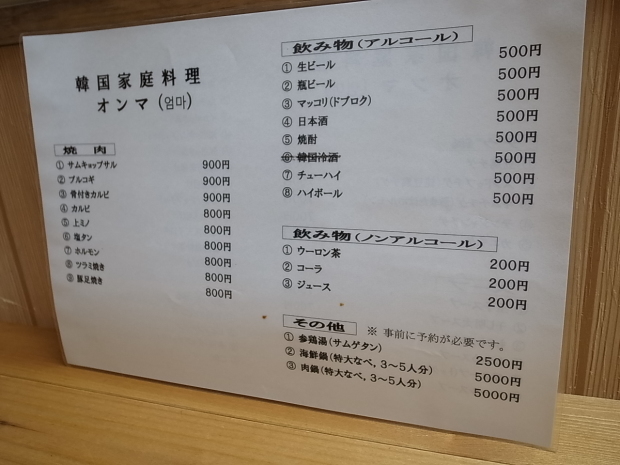 韓国家庭料理
オンマ(엄마)
焼 肉
① サムギョプサル 900円
② プルコギ 900円
③ 骨付きカルビ 900円
④ カルビ 800円
⑤ 上ミノ 800円
⑥ 塩タン 800円
⑦ ホルモン 800円
⑧ ツラミ焼き 800円
⑨ 豚足焼き 800円
飲み物(アルコール)
① 生ビール 500円
② 瓶ビール 500円
③ マッコリ(ドブロク) 500円
④ 日本酒 500円
⑤ 焼酎 500円
⑥ 韓国冷酒 500円
⑦ チューハイ 500円
⑧ ハイボール 500円
飲み物(ノンアルコール)
① ウーロン茶 200円
② コーラ 200円
③ ジュース 200円
その他 ※ 事前に予約が必要です。
① 参鶏湯(サムゲタン) 2500円
② 海鮮鍋(特大なべ, 3~5人分) 5000円
③ 肉鍋(特大なべ, 3~5人分) 5000円